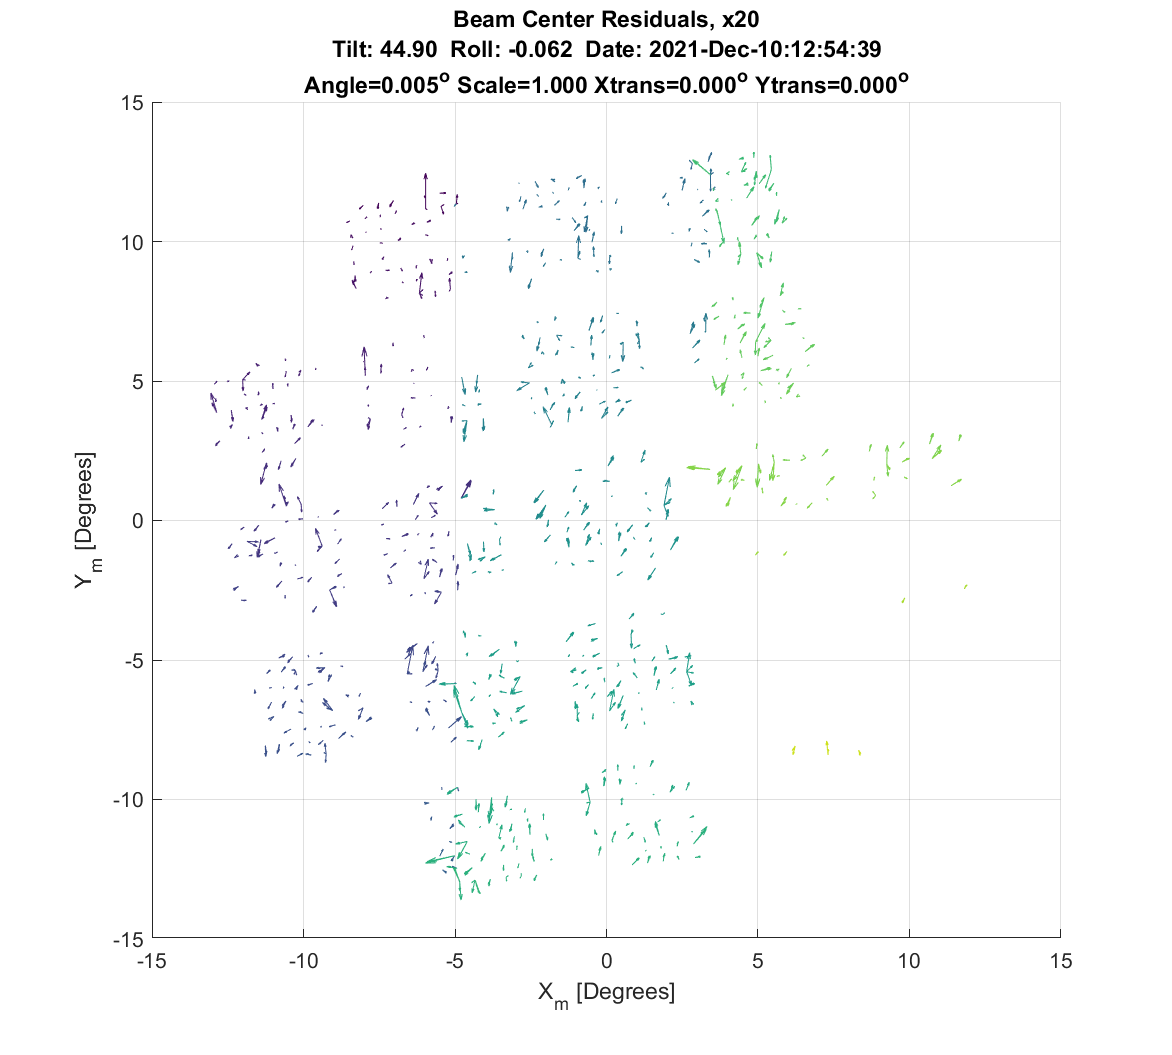 Beam Center Residuals, x20
Tilt: 44.90 Roll: -0.062 Date: 2021-Dec-10:12:54:39
Angle=0.005° Scale=1.000 Xtrans=0.000° Ytrans=0.000°
15
10
5
0
-5
-10
-15
Y_m [Degrees]
-15 -10 -5 0 5 10 15
X_m [Degrees]